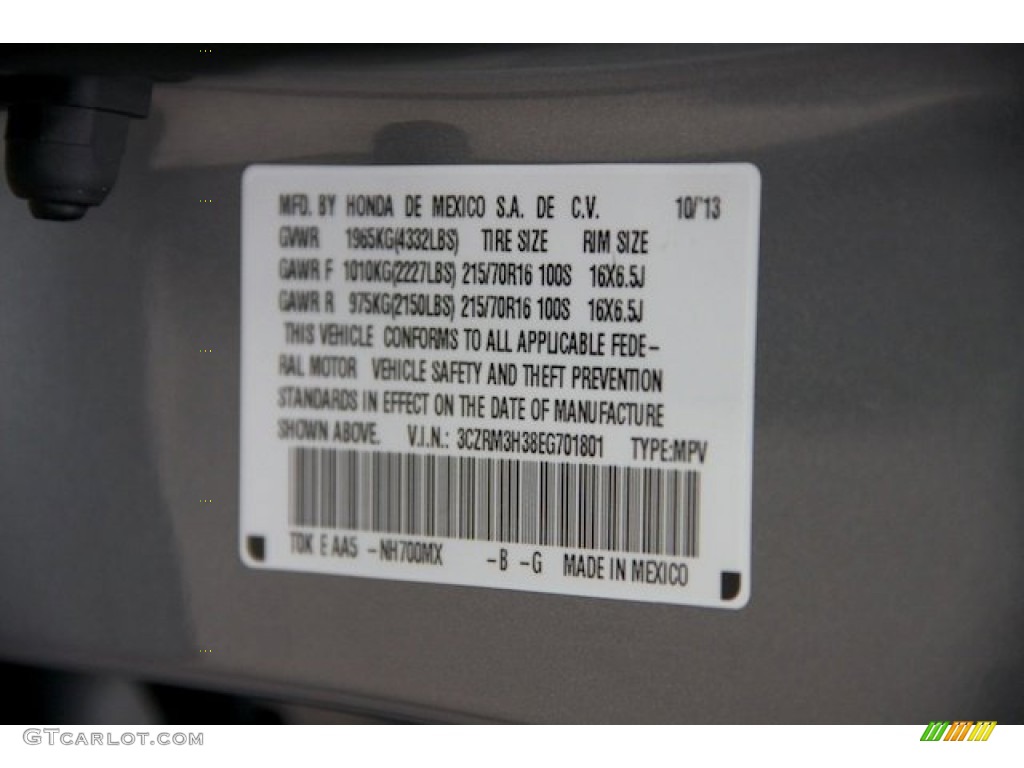 MFD. BY HONDA DE MEXICO S.A. DE C.V. 10/'13
GVWR 1965KG(4332LBS) TIRE SIZE RIM SIZE
GAWR F 1010KG(2227LBS) 215/70R16 100S 16X6.5J
GAWR R 975KG(2150LBS) 215/70R16 100S 16X6.5J
THIS VEHICLE CONFORMS TO ALL APPLICABLE FEDE-
RAL MOTOR VEHICLE SAFETY AND THEFT PREVENTION
STANDARDS IN EFFECT ON THE DATE OF MANUFACTURE
SHOWN ABOVE. V.I.N.: 3CZRM3H38EG701801 TYPE:MPV
T0K E AA5 -NH700MX -B -G MADE IN MEXICO
GTCARLOT.COM